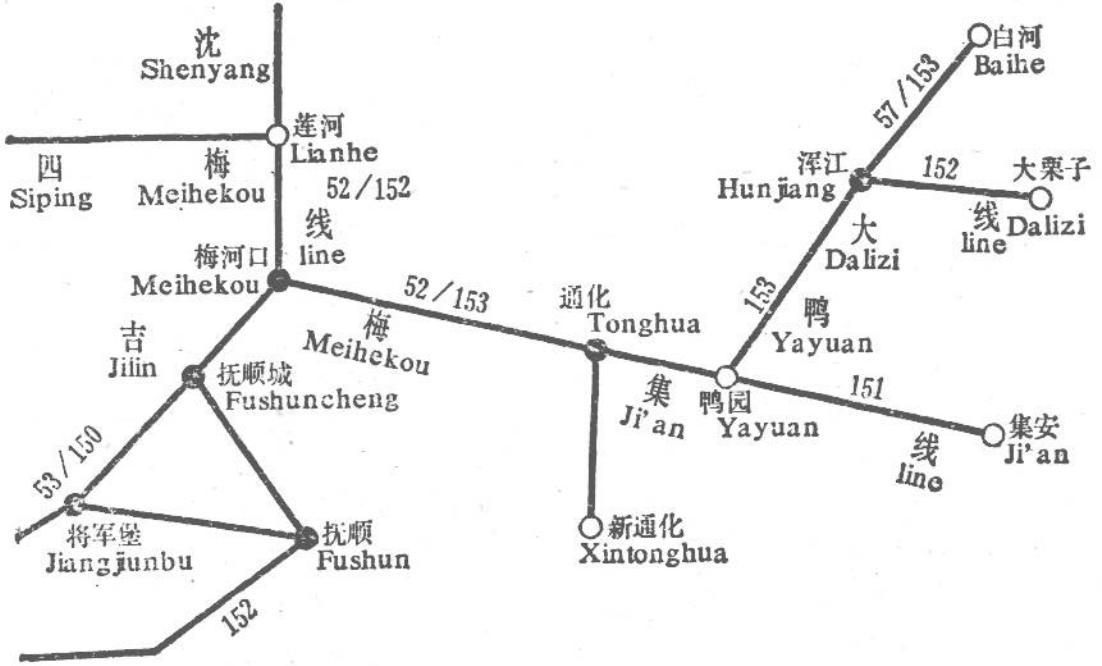 沈
Shenyang
白河
Baihe
57/153
莲河
Lianhe
四
Siping
梅
Meihekou
52/152
线
line
浑江
Hunjiang
152
大栗子
Dalizi
线
line
大
Dalizi
梅河口
Meihekou
52/153
153
通化
Tonghua
鸭
Yayuan
吉
Jilin
梅
Meihekou
抚顺城
Fushuncheng
集
Ji'an
鸭园
Yayuan
151
集安
Ji'an
线
line
53/150
将军堡
Jiangjunbu
抚顺
Fushun
新通化
Xintonghua
152